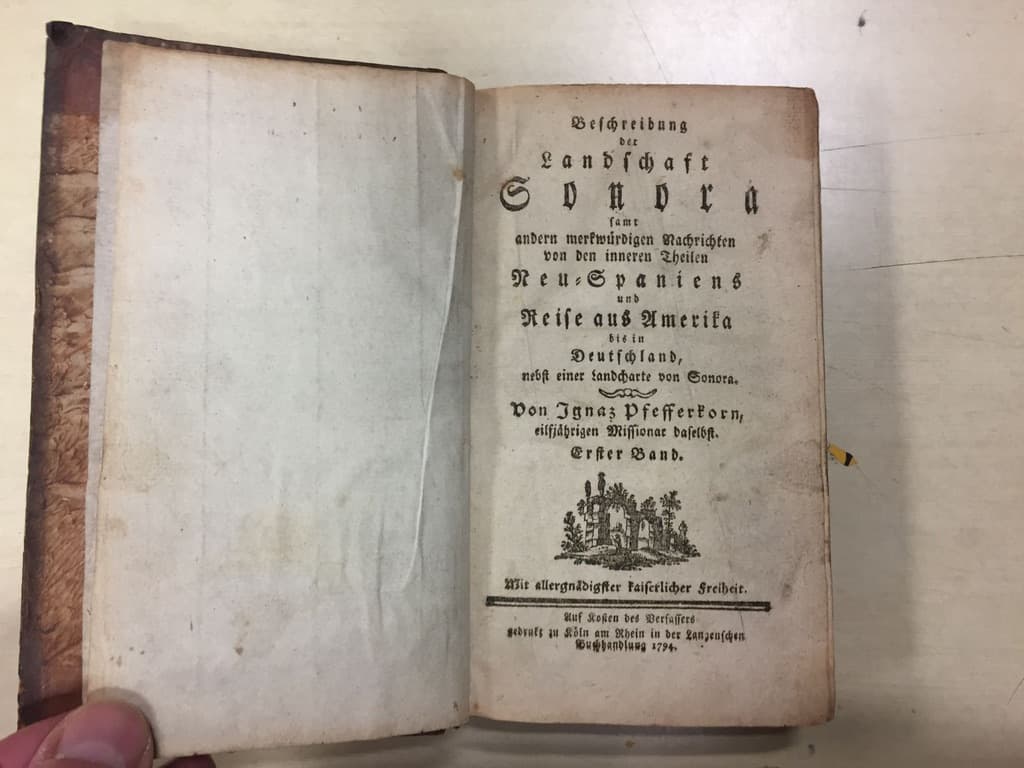 Beschreibung
der
Landschaft
Sonora
samt
andern merkwürdigen Nachrichten
von den inneren Theilen
Neu-Spaniens
und
Reise aus Amerika
bis in
Deutschland,
nebst einer Landcharte von Sonora.
Von Ignaz Pfefferkorn,
eilfjährigen Missionar daselbst.
Erster Band.
Mit allergnädigster kaiserlicher Freiheit.
Auf Kosten des Verfassers
gedrukt zu Köln am Rhein in der Langenschen
Buchhandlung 1794.